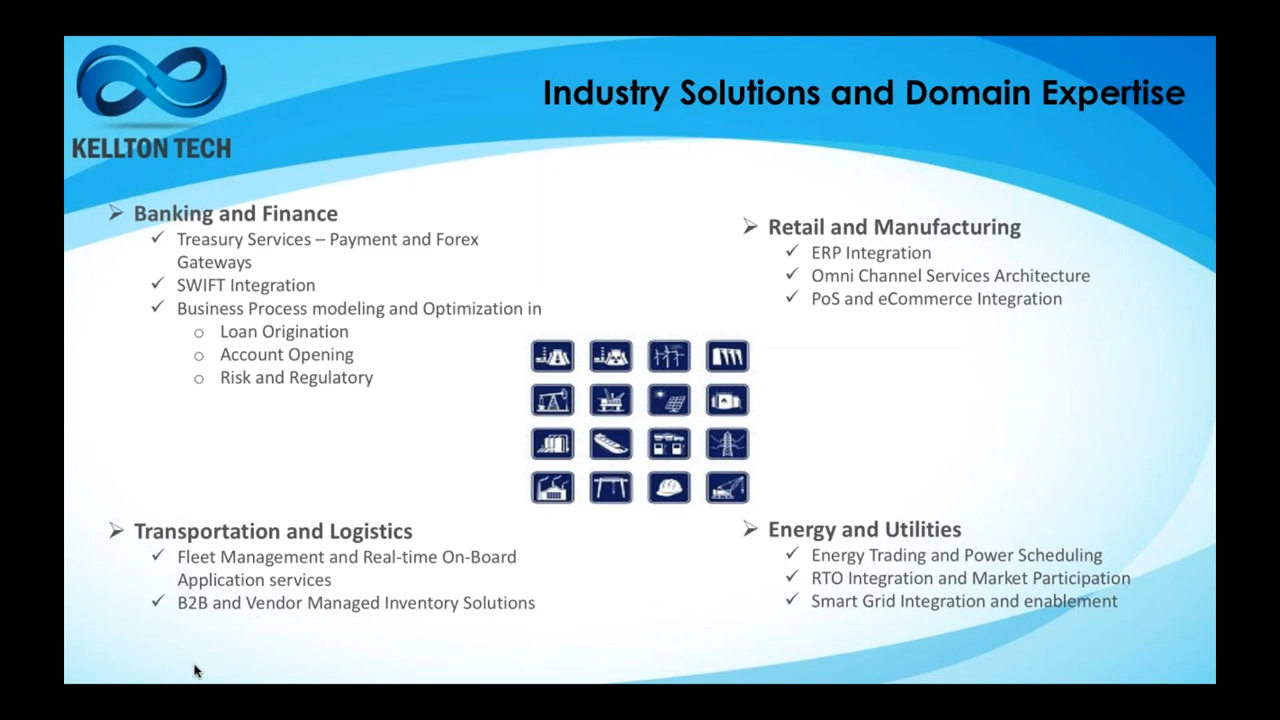 KELLTON TECH
Industry Solutions and Domain Expertise
➢ Banking and Finance
✓ Treasury Services – Payment and Forex
Gateways
✓ SWIFT Integration
✓ Business Process modeling and Optimization in
o Loan Origination
o Account Opening
o Risk and Regulatory
➢ Retail and Manufacturing
✓ ERP Integration
✓ Omni Channel Services Architecture
✓ PoS and eCommerce Integration
➢ Transportation and Logistics
✓ Fleet Management and Real-time On-Board
Application services
✓ B2B and Vendor Managed Inventory Solutions
➢ Energy and Utilities
✓ Energy Trading and Power Scheduling
✓ RTO Integration and Market Participation
✓ Smart Grid Integration and enablement